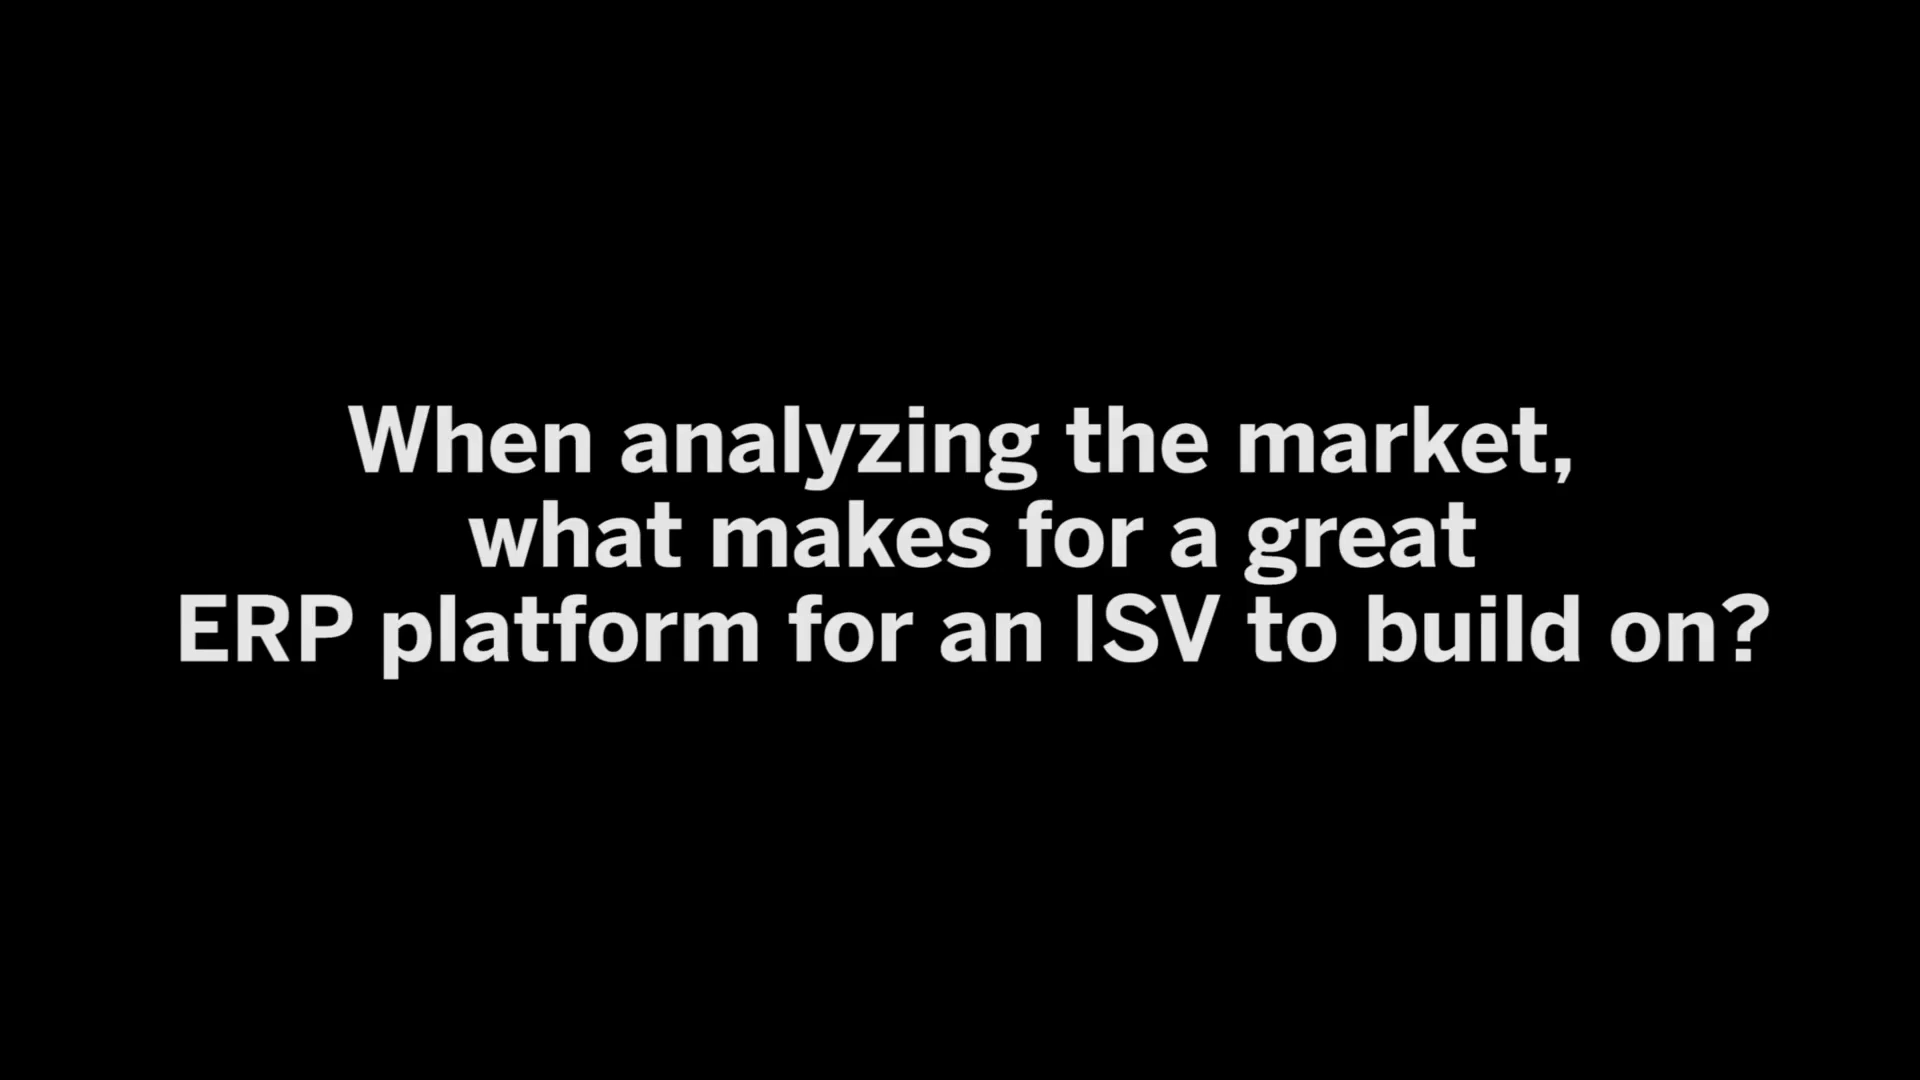 When analyzing the market,
what makes for a great
ERP platform for an ISV to build on?